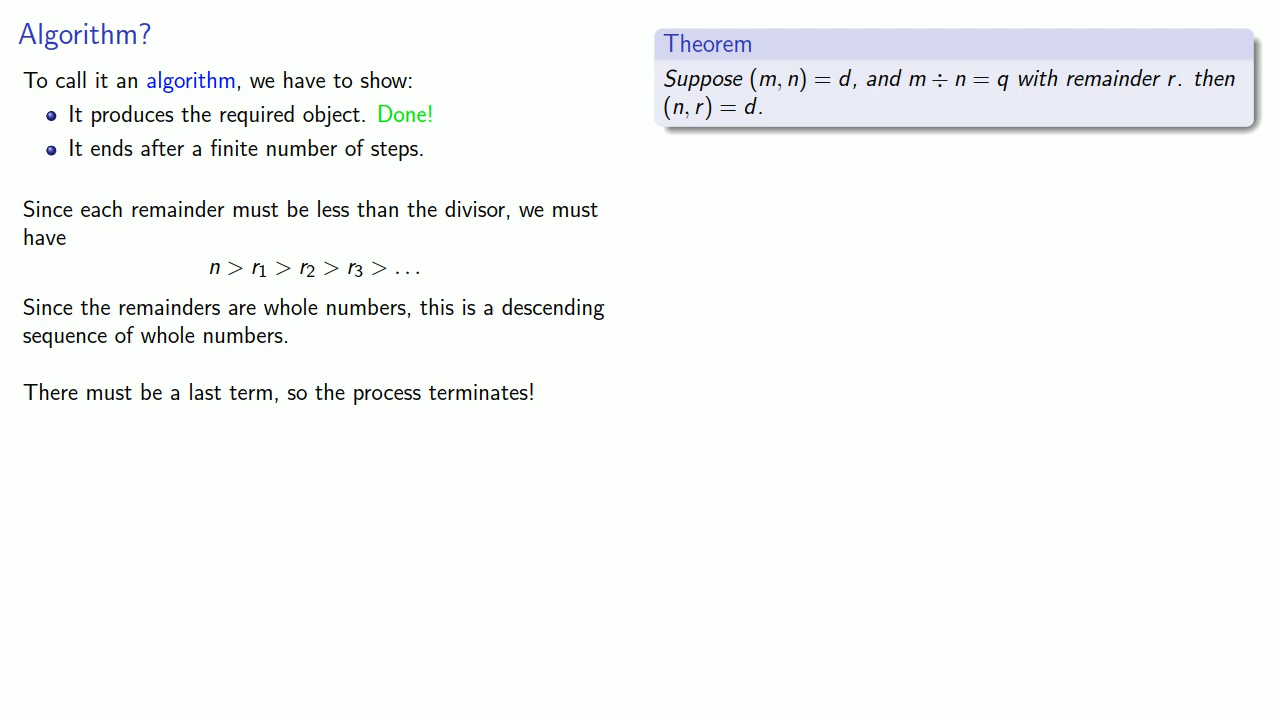 Algorithm?
To call it an algorithm, we have to show:
It produces the required object. Done!
It ends after a finite number of steps.
Since each remainder must be less than the divisor, we must
have
n > r₁ > r₂ > r₃ > ...
Since the remainders are whole numbers, this is a descending
sequence of whole numbers.
There must be a last term, so the process terminates!
Theorem
Suppose (m, n) = d, and m ÷ n = q with remainder r. then
(n, r) = d.